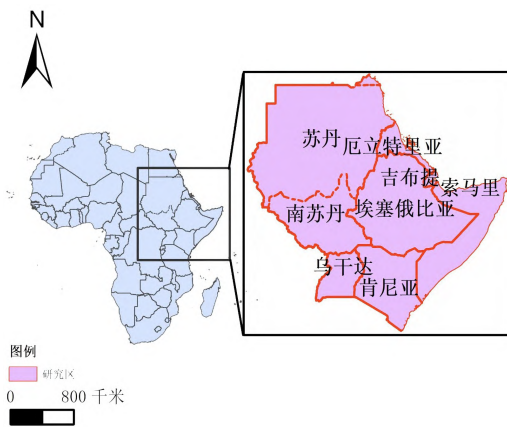 N
苏丹
厄立特里亚
吉布提
索马里
南苏丹
埃塞俄比亚
乌干达
肯尼亚
图例
研究区
0 800 千米